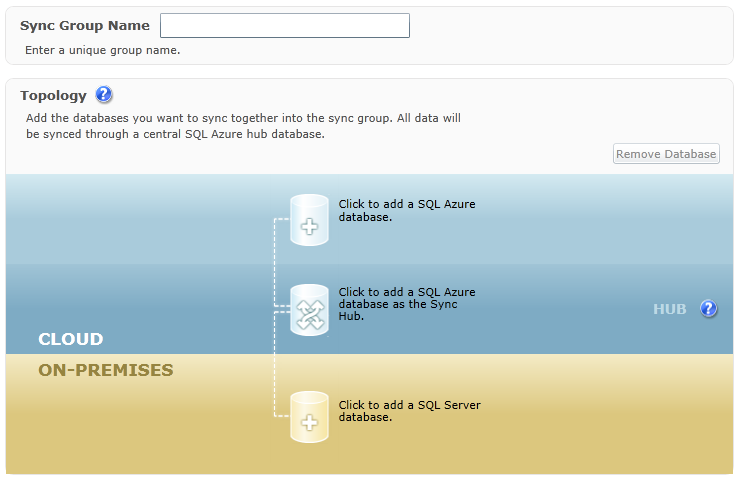 Sync Group Name
Enter a unique group name.
Topology ?
Add the databases you want to sync together into the sync group. All data will
be synced through a central SQL Azure hub database.
Remove Database
Click to add a SQL Azure
database.
Click to add a SQL Azure
database as the Sync
Hub.
HUB ?
CLOUD
ON-PREMISES
Click to add a SQL Server
database.